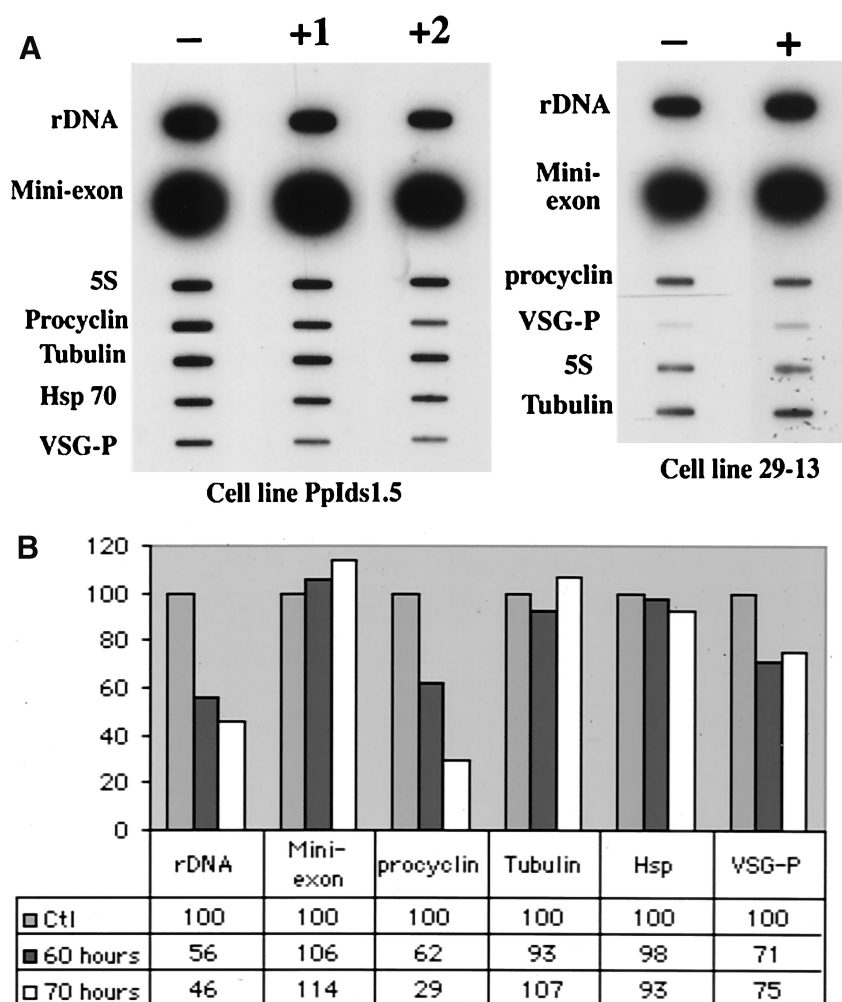 A
− +1 +2
rDNA
Mini-exon
5S
Procyclin
Tubulin
Hsp 70
VSG-P
Cell line PpIds1.5
− +
rDNA
Mini-
exon
procyclin
VSG-P
5S
Tubulin
Cell line 29-13
B
120
100
80
60
40
20
0
rDNA Mini-exon procyclin Tubulin Hsp VSG-P
Ctl 100 100 100 100 100 100
60 hours 56 106 62 93 98 71
70 hours 46 114 29 107 93 75